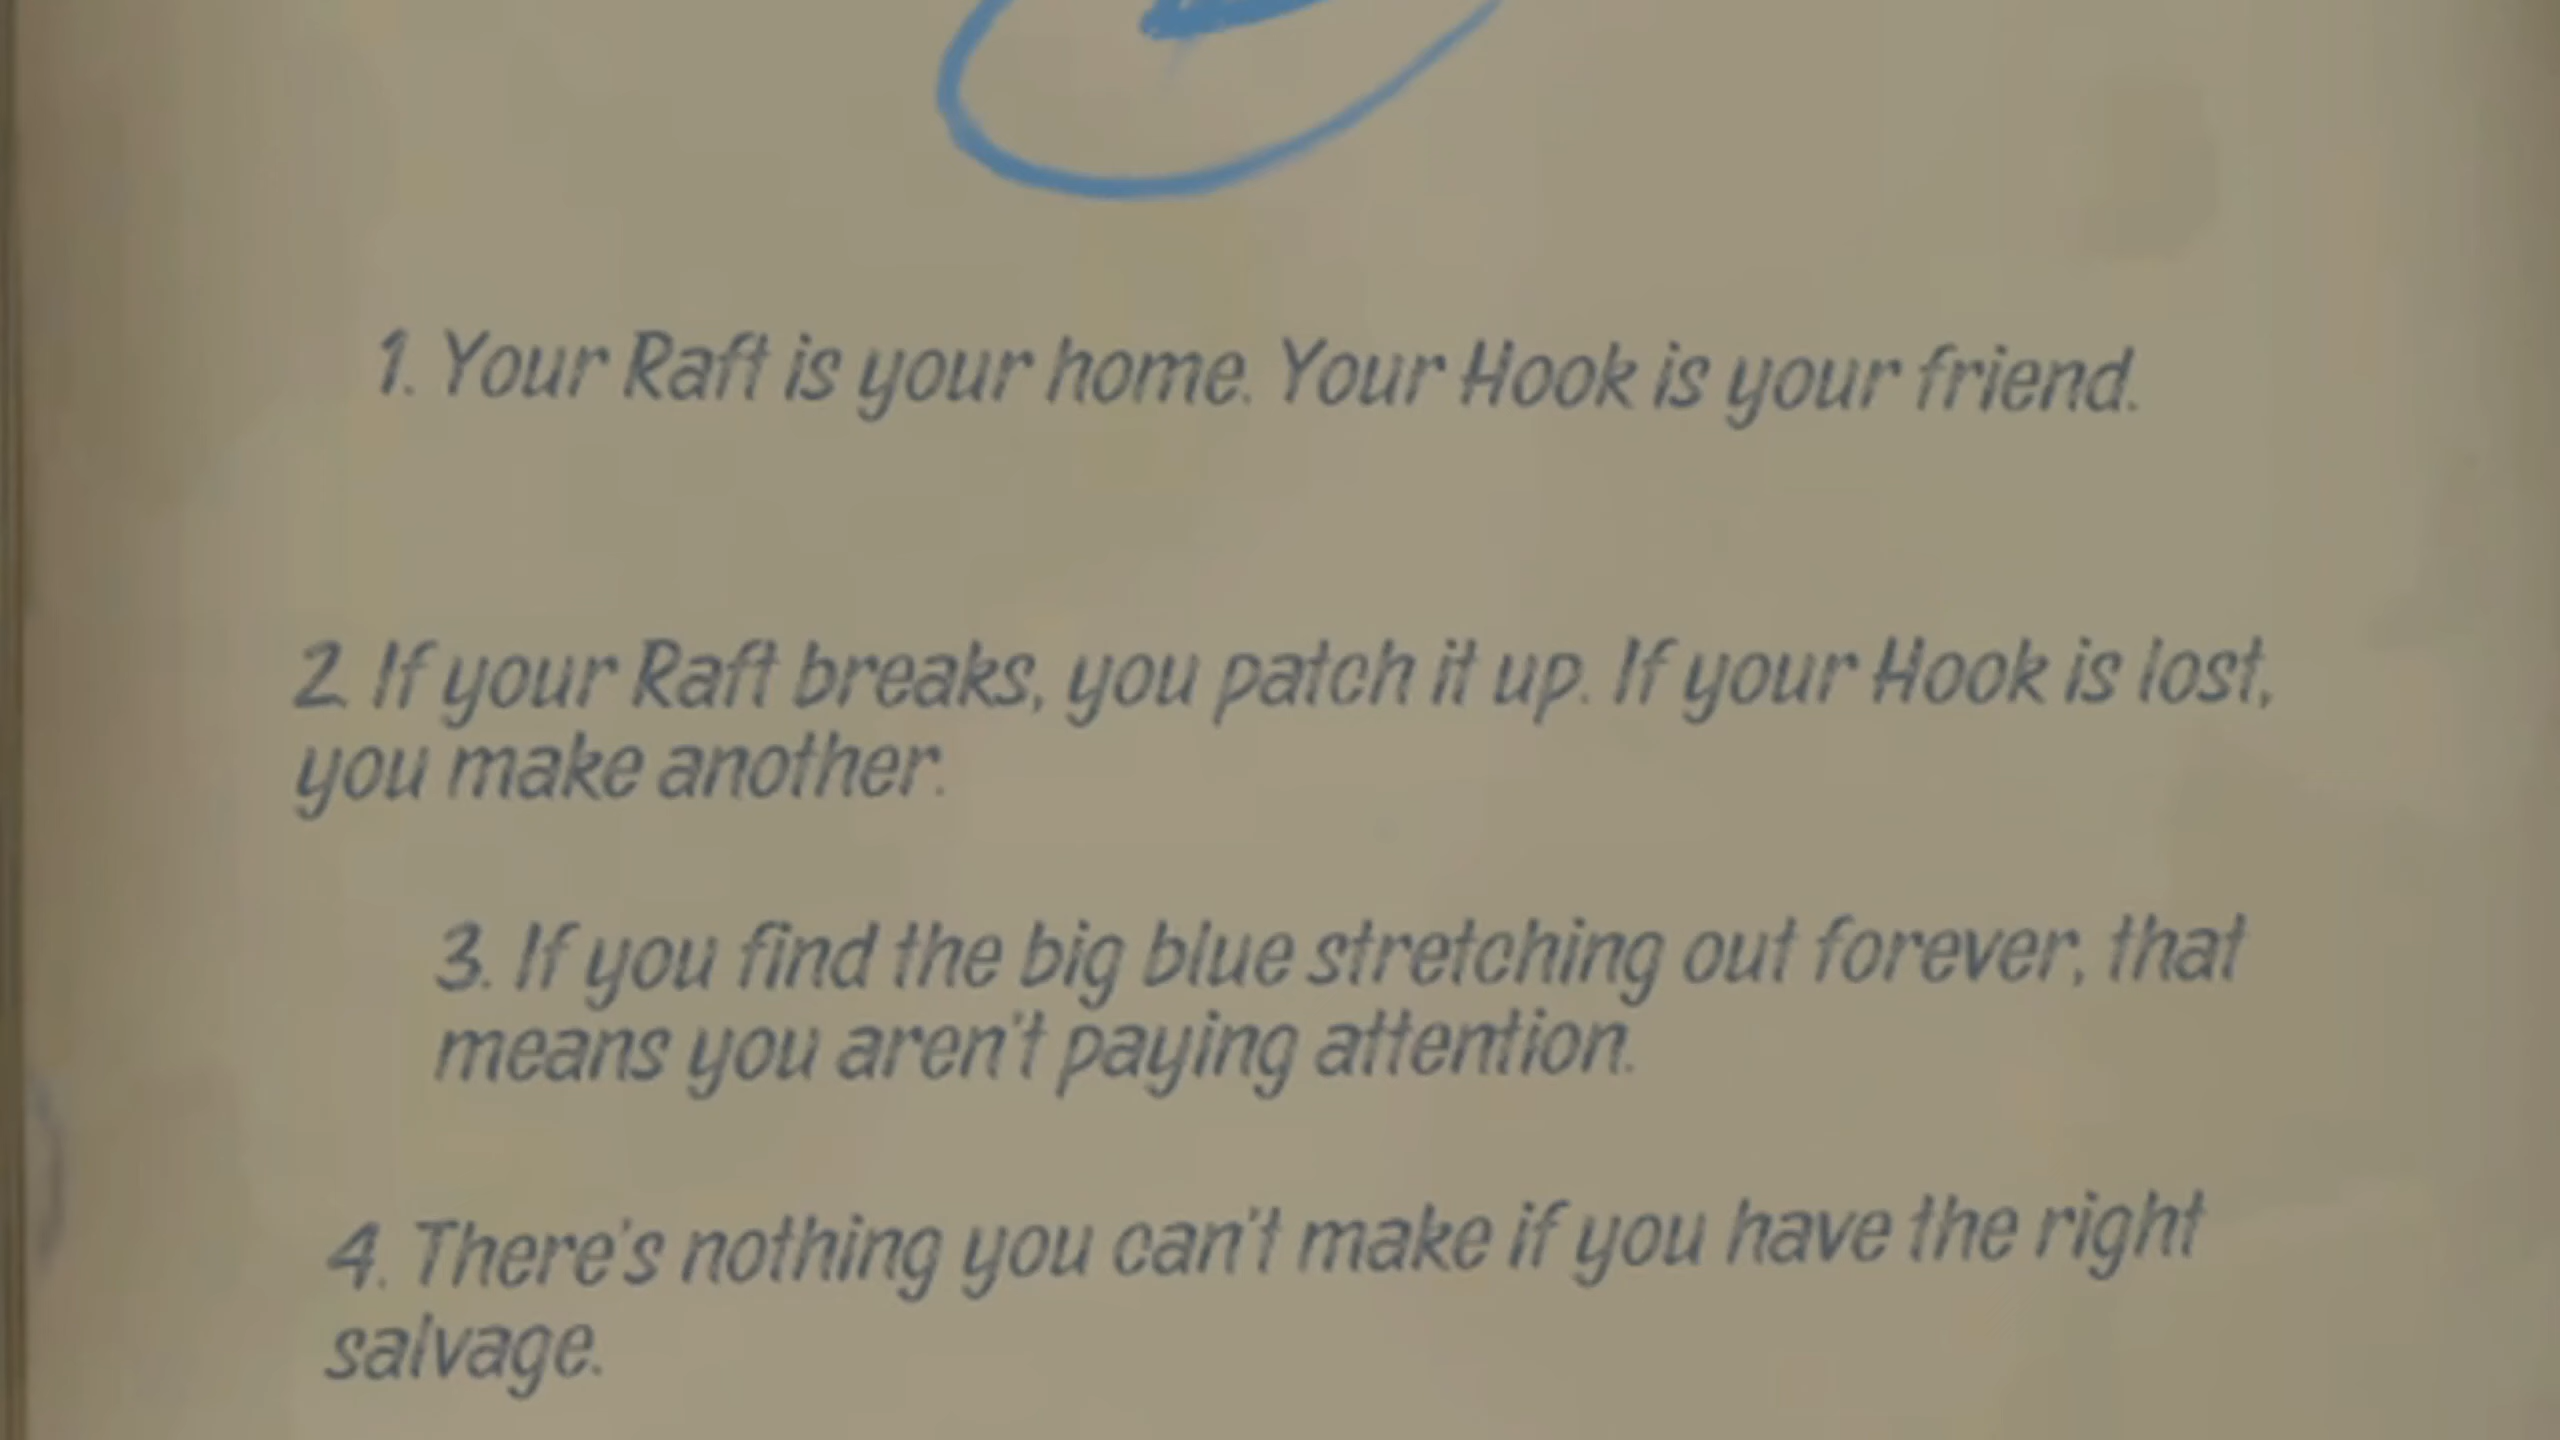 1. Your Raft is your home. Your Hook is your friend.
2. If your Raft breaks, you patch it up. If your Hook is lost,
you make another.
3. If you find the big blue stretching out forever, that
means you aren't paying attention.
4. There's nothing you can't make if you have the right
salvage.